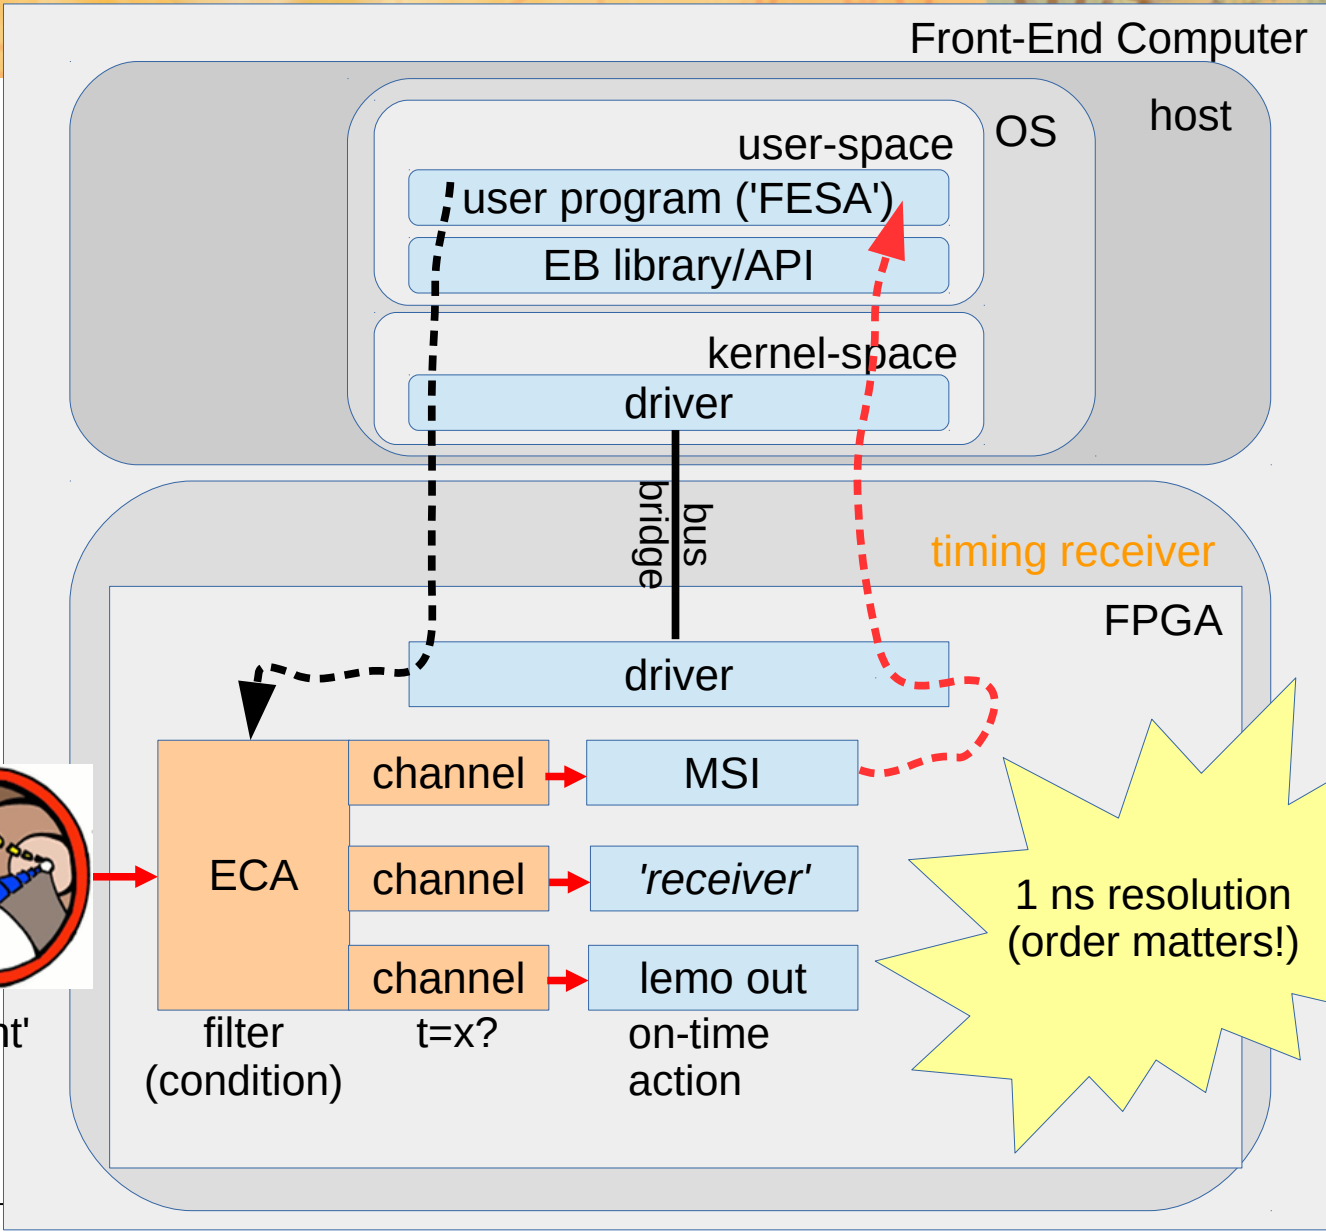 Front-End Computer
host
OS
user-space
user program ('FESA')
EB library/API
kernel-space
driver
bus
bridge
timing receiver
FPGA
driver
channel
MSI
ECA
channel
'receiver'
channel
lemo out
1 ns resolution
(order matters!)
filter
(condition)
t=x?
on-time
action